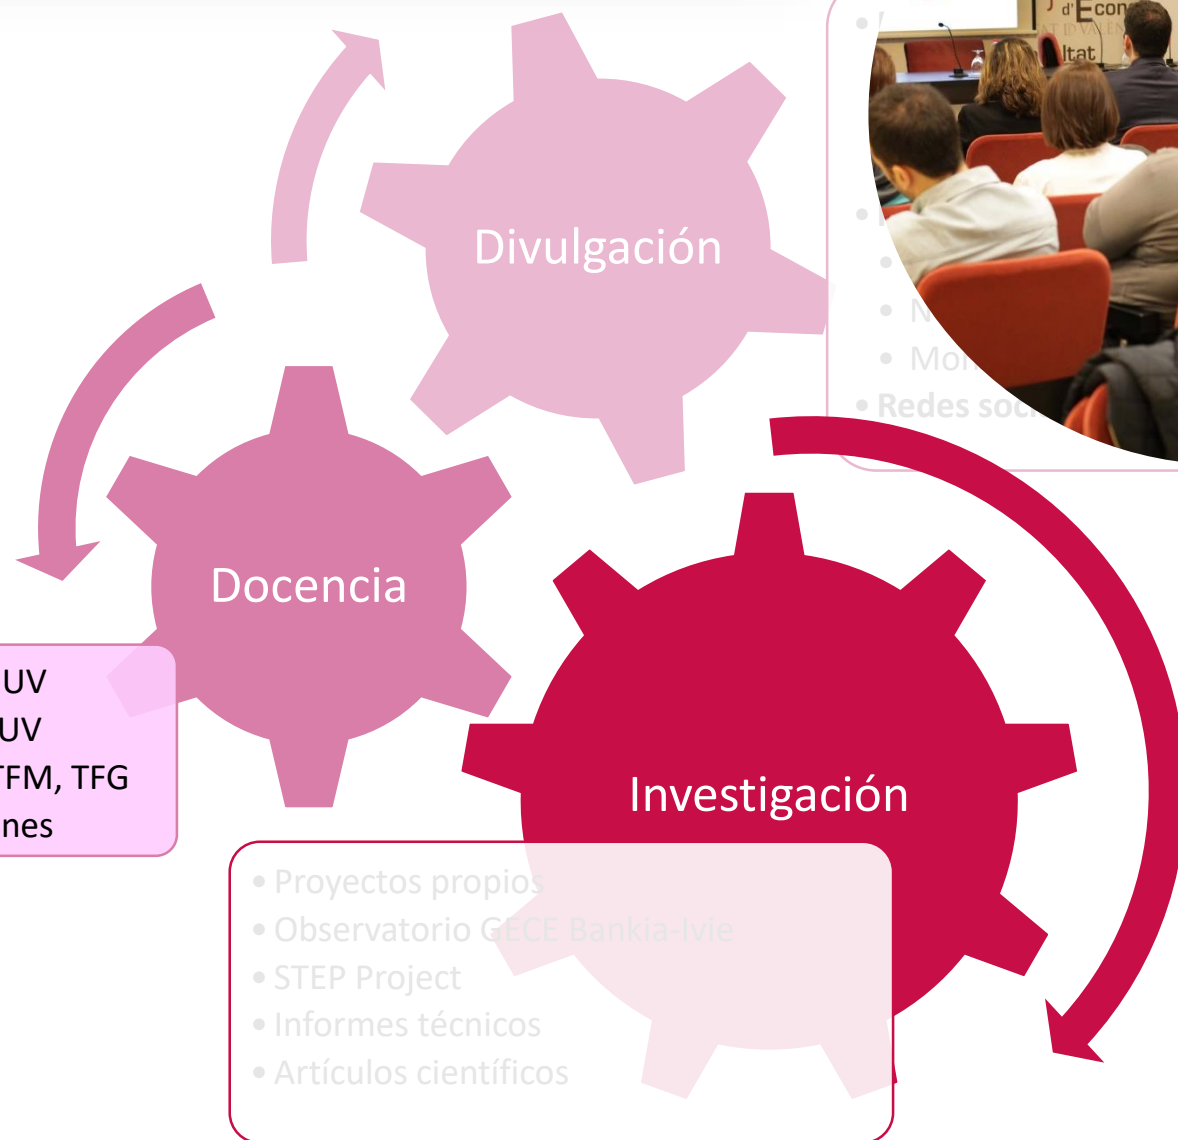 d'Econ
ltat
Divulgación
• Redes soc
Docencia
UV
UV
TFM, TFG
nes
Investigación
• Proyectos propios
• Observatorio GECE Bankia-Ivie
• STEP Project
• Informes técnicos
• Artículos científicos